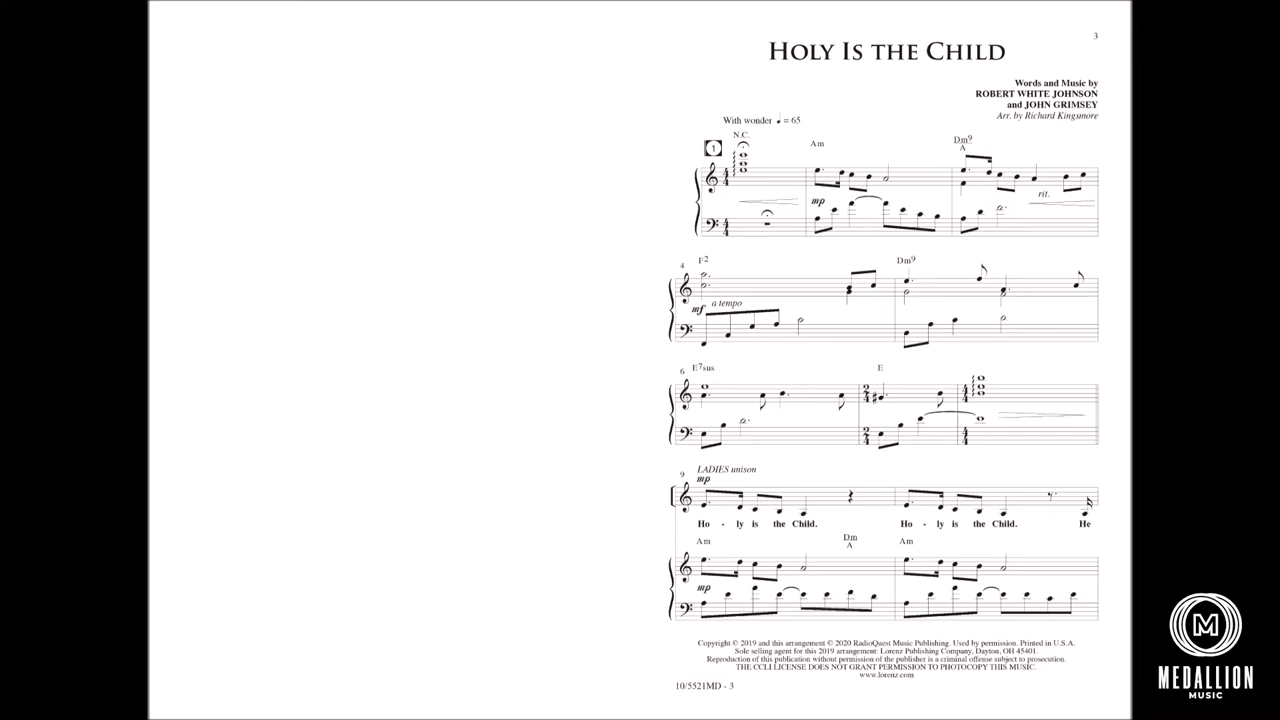 3
HOLY IS THE CHILD
Words and Music by
ROBERT WHITE JOHNSON
and JOHN GRIMSEY
Arr. by Richard Kingsmore
With wonder ♩ = 65
1
N.C.
Am
Dm9
A
mp
rit.
4
F2
Dm9
mf
a tempo
6
E7sus
E
9
LADIES unison
mp
Ho - ly is the Child. Ho - ly is the Child. He
Am
Dm
A
Am
mp
Copyright © 2019 and this arrangement © 2020 RadioQuest Music Publishing. Used by permission. Printed in U.S.A.
Sole selling agent for this 2019 arrangement: Lorenz Publishing Company, Dayton, OH 45401.
Reproduction of this publication without permission of the publisher is a criminal offense subject to prosecution.
THE CCLI LICENSE DOES NOT GRANT PERMISSION TO PHOTOCOPY THIS MUSIC.
www.lorenz.com
10/5521MD - 3
M
MEDALLION
MUSIC